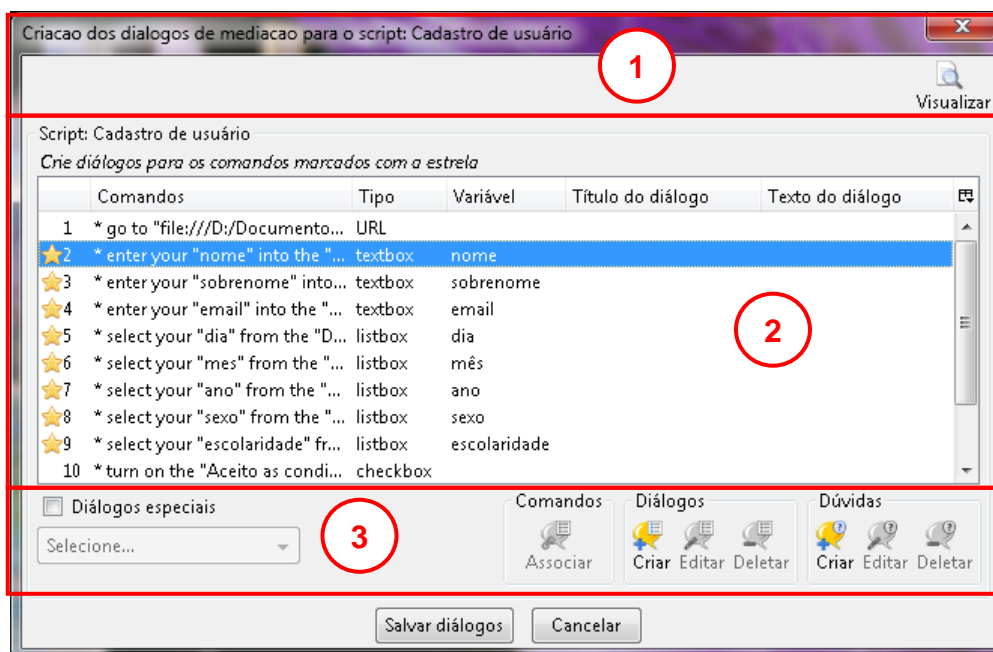 Criacao dos dialogos de mediacao para o script: Cadastro de usuário
x
1
Visualizar
Script: Cadastro de usuário
Crie diálogos para os comandos marcados com a estrela
Comandos Tipo Variável Título do diálogo Texto do diálogo
1 * go to "file:///D:/Documento... URL
2 * enter your "nome" into the "... textbox nome
3 * enter your "sobrenome" into... textbox sobrenome
4 * enter your "email" into the "... textbox email
5 * select your "dia" from the "D... listbox dia
2
6 * select your "mes" from the "... listbox mês
7 * select your "ano" from the "... listbox ano
8 * select your "sexo" from the "... listbox sexo
9 * select your "escolaridade" fr... listbox escolaridade
10 * turn on the "Aceito as condi... checkbox
Diálogos especiais
Selecione...
3
Comandos Diálogos Dúvidas
Associar Criar Editar Deletar Criar Editar Deletar
Salvar diálogos Cancelar